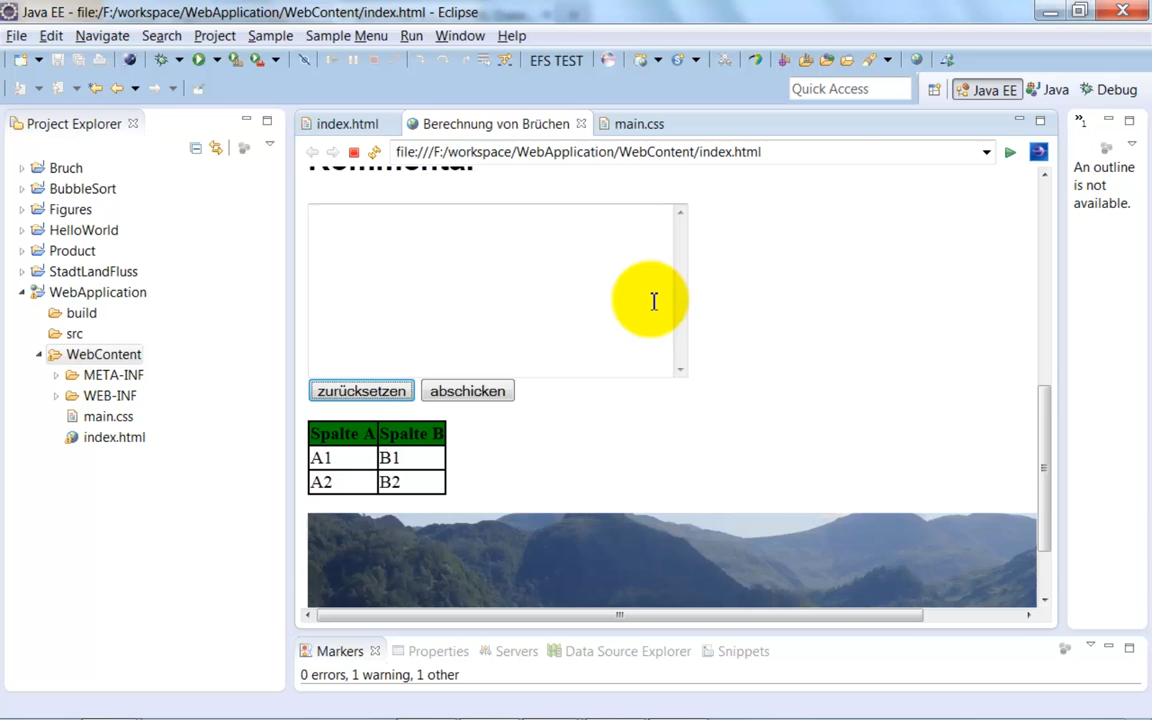 Java EE - file:/F:/workspace/WebApplication/WebContent/index.html - Eclipse
File Edit Navigate Search Project Sample Sample Menu Run Window Help
EFS TEST
Quick Access
Java EE
Java
Debug
Project Explorer
Bruch
BubbleSort
Figures
HelloWorld
Product
StadtLandFluss
WebApplication
build
src
WebContent
META-INF
WEB-INF
main.css
index.html
index.html
Berechnung von Brüchen
main.css
file:///F:/workspace/WebApplication/WebContent/index.html
Kommentar
zurücksetzen abschicken
Spalte A Spalte B
A1 B1
A2 B2
1
An outline
is not
available.
Markers Properties Servers Data Source Explorer Snippets
0 errors, 1 warning, 1 other